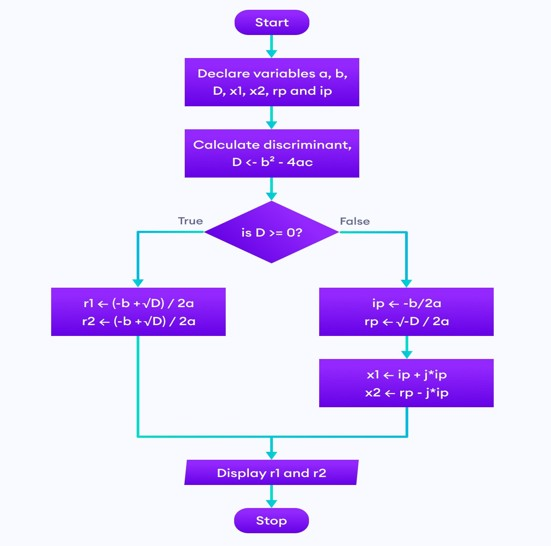 Start
Declare variables a, b,
D, x1, x2, rp and ip
Calculate discriminant,
D <- b² - 4ac
is D >= 0?
True
False
r1 ← (-b + √D) / 2a
r2 ← (-b + √D) / 2a
ip ← -b/2a
rp ← √-D / 2a
x1 ← ip + j*ip
x2 ← rp - j*ip
Display r1 and r2
Stop